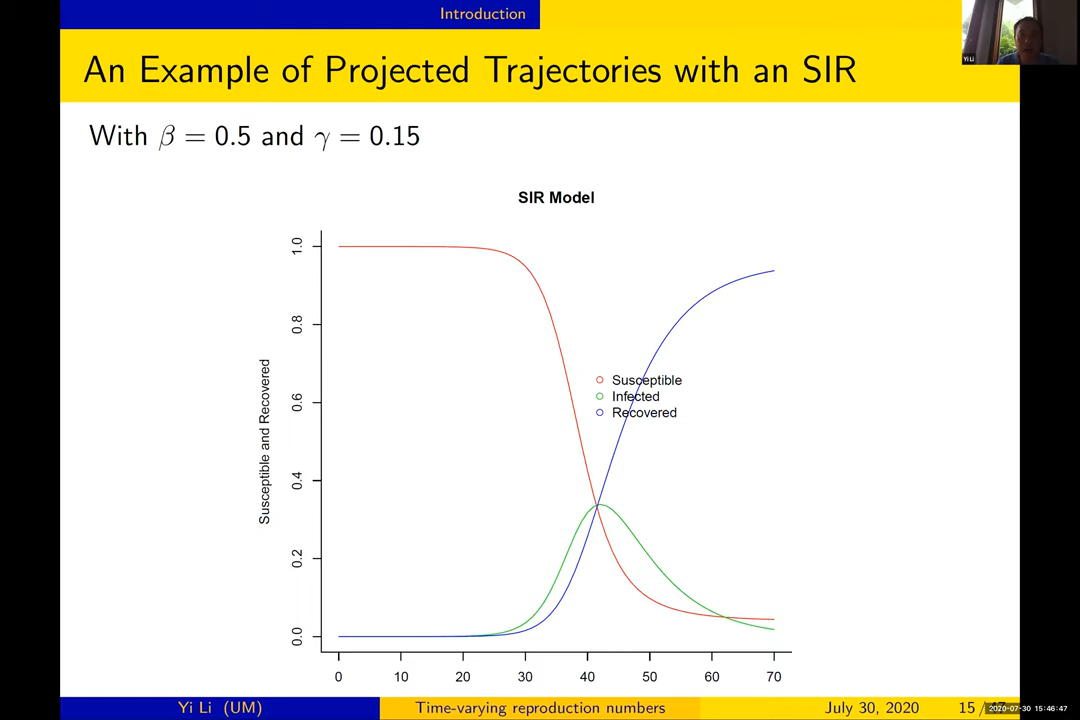 Introduction
An Example of Projected Trajectories with an SIR
Yi Li
With β = 0.5 and γ = 0.15
SIR Model
Susceptible and Recovered
1.0
0.8
0.6
0.4
0.2
0.0
Susceptible
Infected
Recovered
0 10 20 30 40 50 60 70
Yi Li (UM) Time-varying reproduction numbers July 30, 2020 15 /
2020-07-30 15:46:47